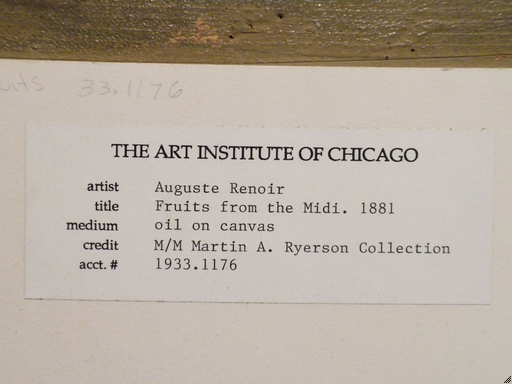 33.1176
THE ART INSTITUTE OF CHICAGO
artist Auguste Renoir
title Fruits from the Midi. 1881
medium oil on canvas
credit M/M Martin A. Ryerson Collection
acct. # 1933.1176